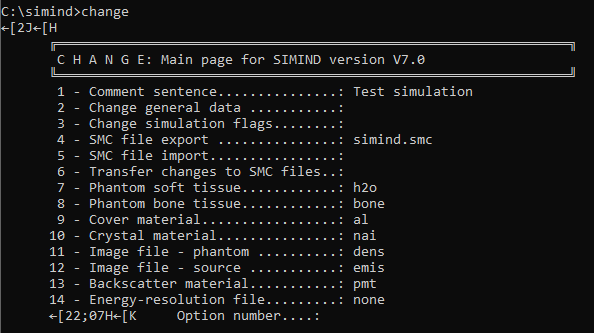 C:\simind>change
←[2J←[H
C H A N G E: Main page for SIMIND version V7.0
1 - Comment sentence...............: Test simulation
2 - Change general data ...........:
3 - Change simulation flags........:
4 - SMC file export ...............: simind.smc
5 - SMC file import................:
6 - Transfer changes to SMC files..:
7 - Phantom soft tissue............: h2o
8 - Phantom bone tissue............: bone
9 - Cover material.................: al
10 - Crystal material...............: nai
11 - Image file - phantom ..........: dens
12 - Image file - source ...........: emis
13 - Backscatter material...........: pmt
14 - Energy-resolution file.........: none
←[22;07H←[K     Option number....: